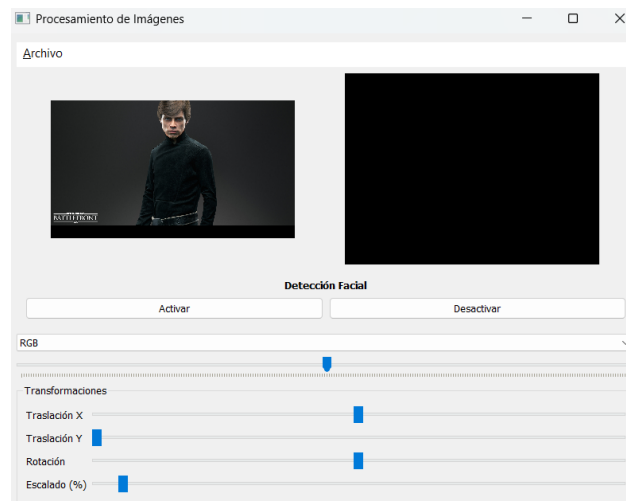 Procesamiento de Imágenes
Archivo
BATTLEFRONT
Detección Facial
Activar
Desactivar
RGB
Transformaciones
Traslación X
Traslación Y
Rotación
Escalado (%)